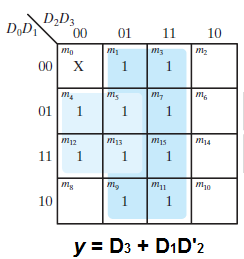 D₂D₃
D₀D₁ 00 01 11 10
m₀ m₁ m₃ m₂
00 X 1 1
m₄ m₅ m₇ m₆
01 1 1 1
m₁₂ m₁₃ m₁₅ m₁₄
11 1 1 1
m₈ m₉ m₁₁ m₁₀
10 1 1
y = D₃ + D₁D'₂